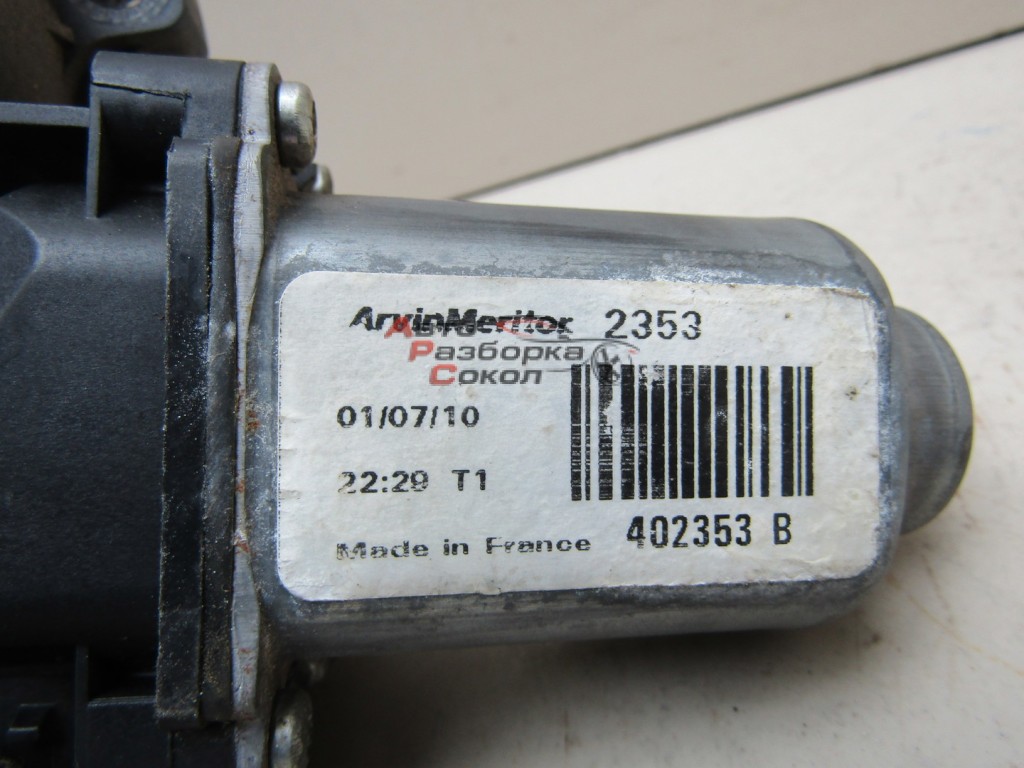 ArvinMeritor 2353
Авто
Разборка
Сокол
01/07/10
22:29 T1
Made in France 402353 B